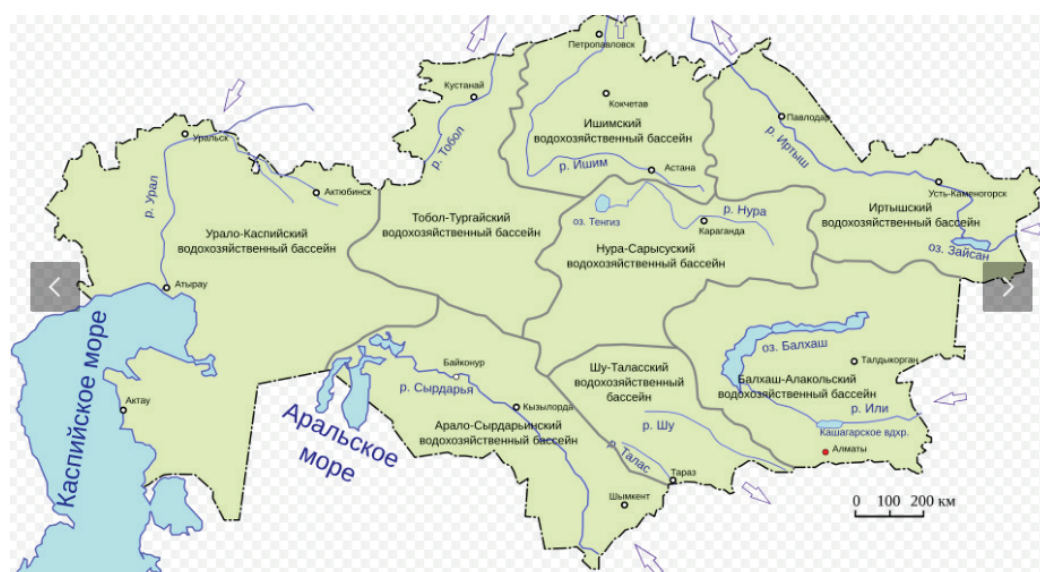 Петропавловск
Кустанай
Кокчетав
Ишимский
водохозяйственный бассейн
р. Тобол
р. Ишим
Астана
Павлодар
р. Иртыш
Усть-Каменогорск
Иртышский
водохозяйственный бассейн
оз. Зайсан
Уральск
Актюбинск
р. Урал
Урало-Каспийский
водохозяйственный бассейн
Атырау
Тобол-Тургайский
водохозяйственный бассейн
оз. Тенгиз
р. Нура
Караганда
Нура-Сарысуский
водохозяйственный бассейн
Каспийское море
Актау
Аральское
море
Байконур
р. Сырдарья
Кызылорда
Арало-Сырдарьинский
водохозяйственный бассейн
Шымкент
Шу-Таласский
водохозяйственный
бассейн
р. Шу
р. Талас
Тараз
оз. Балхаш
Талдыкорган
Балхаш-Алакольский
водохозяйственный бассейн
р. Или
Кашагарское вдхр.
Алматы
0 100 200 км